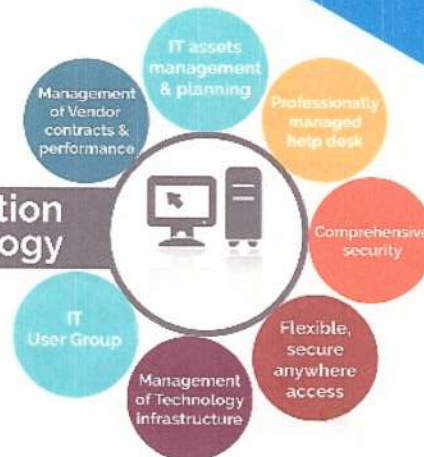 IT assets
management
& planning
Professionally
managed
help desk
Comprehensive
security
Flexible,
secure
anywhere
access
Management
of Technology
infrastructure
IT
User Group
Management
of Vendor
contracts &
performance
tion
logy